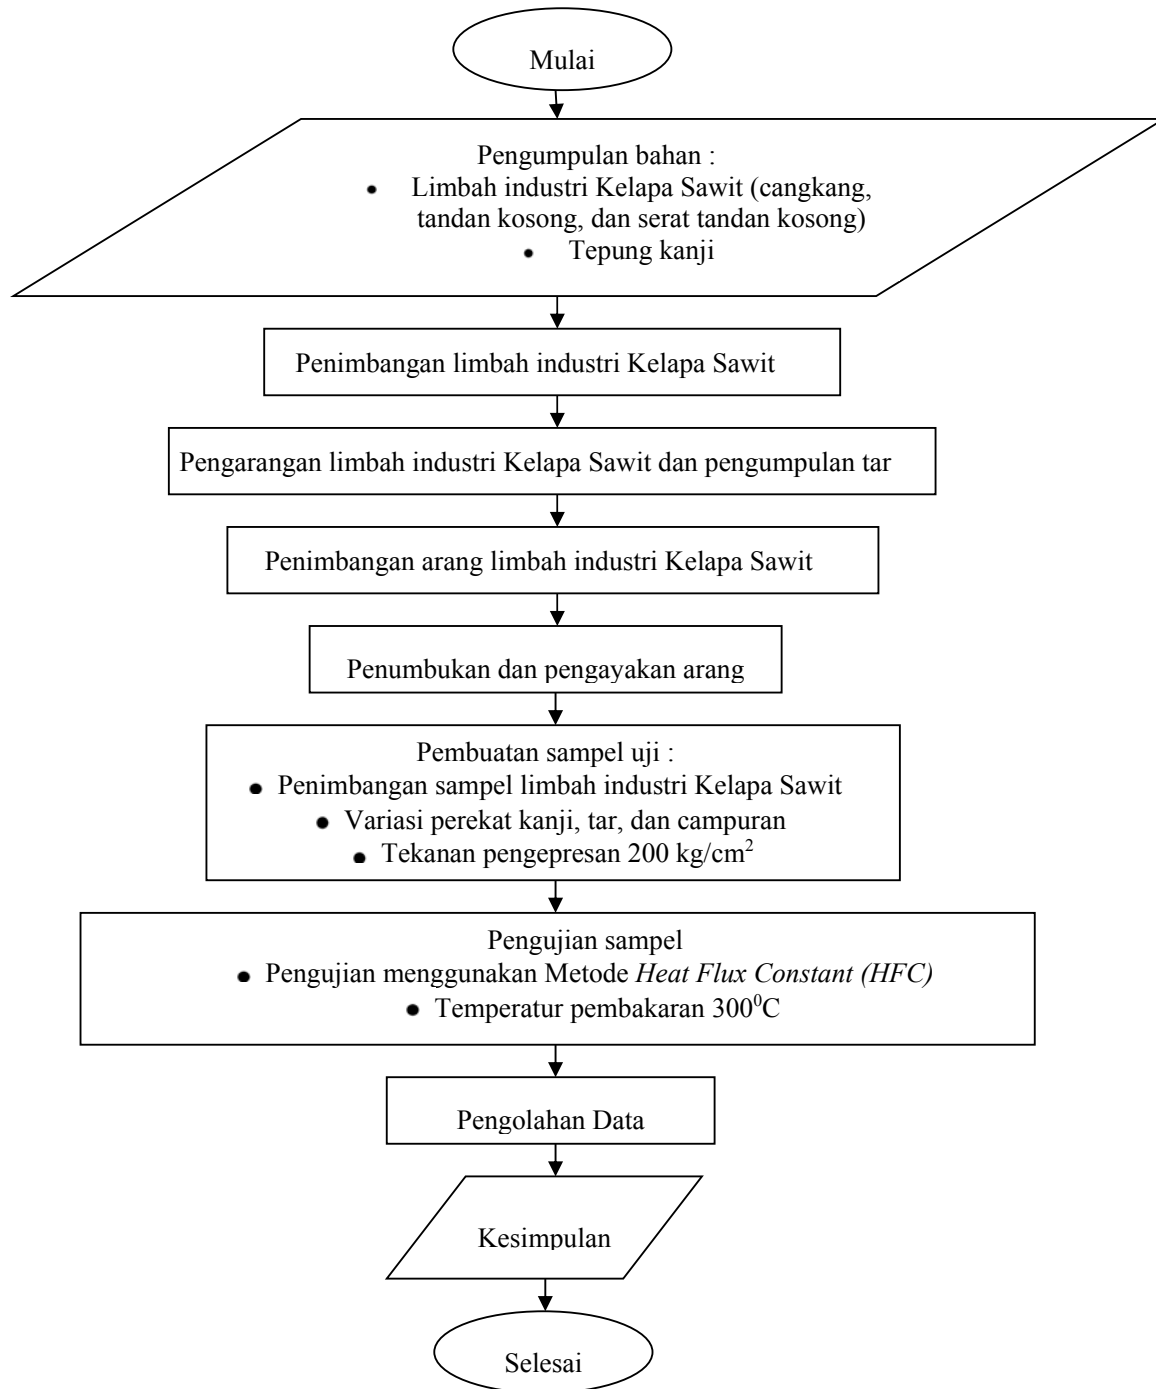 Mulai
Pengumpulan bahan :
• Limbah industri Kelapa Sawit (cangkang,
tandan kosong, dan serat tandan kosong)
• Tepung kanji
Penimbangan limbah industri Kelapa Sawit
Pengarangan limbah industri Kelapa Sawit dan pengumpulan tar
Penimbangan arang limbah industri Kelapa Sawit
Penumbukan dan pengayakan arang
Pembuatan sampel uji :
• Penimbangan sampel limbah industri Kelapa Sawit
• Variasi perekat kanji, tar, dan campuran
• Tekanan pengepresan 200 kg/cm²
Pengujian sampel
• Pengujian menggunakan Metode Heat Flux Constant (HFC)
• Temperatur pembakaran 300⁰C
Pengolahan Data
Kesimpulan
Selesai